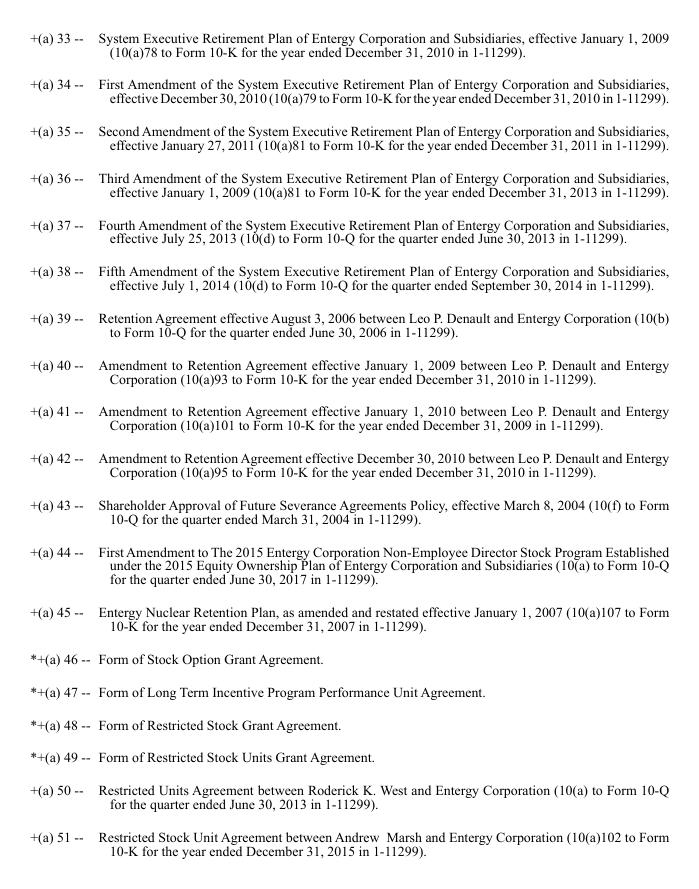 +(a) 33 -- System Executive Retirement Plan of Entergy Corporation and Subsidiaries, effective January 1, 2009
(10(a)78 to Form 10-K for the year ended December 31, 2010 in 1-11299).
+(a) 34 -- First Amendment of the System Executive Retirement Plan of Entergy Corporation and Subsidiaries,
effective December 30, 2010 (10(a)79 to Form 10-K for the year ended December 31, 2010 in 1-11299).
+(a) 35 -- Second Amendment of the System Executive Retirement Plan of Entergy Corporation and Subsidiaries,
effective January 27, 2011 (10(a)81 to Form 10-K for the year ended December 31, 2011 in 1-11299).
+(a) 36 -- Third Amendment of the System Executive Retirement Plan of Entergy Corporation and Subsidiaries,
effective January 1, 2009 (10(a)81 to Form 10-K for the year ended December 31, 2013 in 1-11299).
+(a) 37 -- Fourth Amendment of the System Executive Retirement Plan of Entergy Corporation and Subsidiaries,
effective July 25, 2013 (10(d) to Form 10-Q for the quarter ended June 30, 2013 in 1-11299).
+(a) 38 -- Fifth Amendment of the System Executive Retirement Plan of Entergy Corporation and Subsidiaries,
effective July 1, 2014 (10(d) to Form 10-Q for the quarter ended September 30, 2014 in 1-11299).
+(a) 39 -- Retention Agreement effective August 3, 2006 between Leo P. Denault and Entergy Corporation (10(b)
to Form 10-Q for the quarter ended June 30, 2006 in 1-11299).
+(a) 40 -- Amendment to Retention Agreement effective January 1, 2009 between Leo P. Denault and Entergy
Corporation (10(a)93 to Form 10-K for the year ended December 31, 2010 in 1-11299).
+(a) 41 -- Amendment to Retention Agreement effective January 1, 2010 between Leo P. Denault and Entergy
Corporation (10(a)101 to Form 10-K for the year ended December 31, 2009 in 1-11299).
+(a) 42 -- Amendment to Retention Agreement effective December 30, 2010 between Leo P. Denault and Entergy
Corporation (10(a)95 to Form 10-K for the year ended December 31, 2010 in 1-11299).
+(a) 43 -- Shareholder Approval of Future Severance Agreements Policy, effective March 8, 2004 (10(f) to Form
10-Q for the quarter ended March 31, 2004 in 1-11299).
+(a) 44 -- First Amendment to The 2015 Entergy Corporation Non-Employee Director Stock Program Established
under the 2015 Equity Ownership Plan of Entergy Corporation and Subsidiaries (10(a) to Form 10-Q
for the quarter ended June 30, 2017 in 1-11299).
+(a) 45 -- Entergy Nuclear Retention Plan, as amended and restated effective January 1, 2007 (10(a)107 to Form
10-K for the year ended December 31, 2007 in 1-11299).
*+(a) 46 -- Form of Stock Option Grant Agreement.
*+(a) 47 -- Form of Long Term Incentive Program Performance Unit Agreement.
*+(a) 48 -- Form of Restricted Stock Grant Agreement.
*+(a) 49 -- Form of Restricted Stock Units Grant Agreement.
+(a) 50 -- Restricted Units Agreement between Roderick K. West and Entergy Corporation (10(a) to Form 10-Q
for the quarter ended June 30, 2013 in 1-11299).
+(a) 51 -- Restricted Stock Unit Agreement between Andrew Marsh and Entergy Corporation (10(a)102 to Form
10-K for the year ended December 31, 2015 in 1-11299).